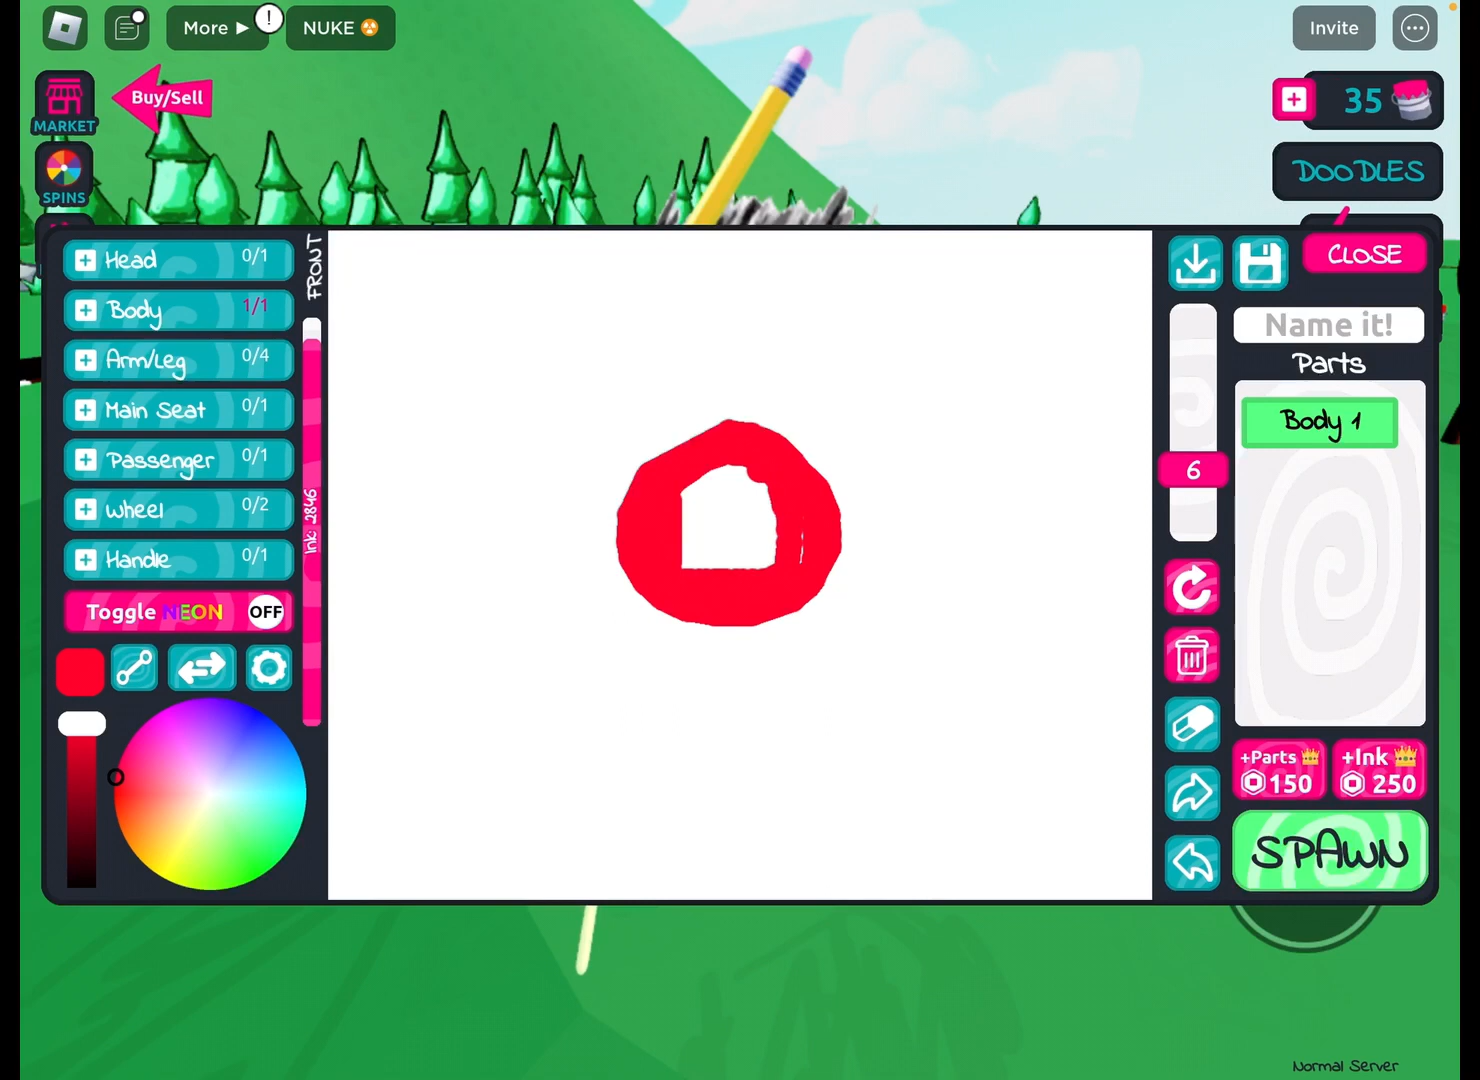 More ▶
!
NUKE ☢
Invite
Buy/Sell
MARKET
35
SPINS
DOODLES
Head 0/1
Body 1/1
Arm/Leg 0/4
Main Seat 0/1
Passenger 0/1
Wheel 0/2
Handle 0/1
Toggle NEON OFF
FRONT
Ink: 2846
CLOSE
Name it!
Parts
Body 1
6
+Parts
150
+Ink
250
SPAWN
Normal Server